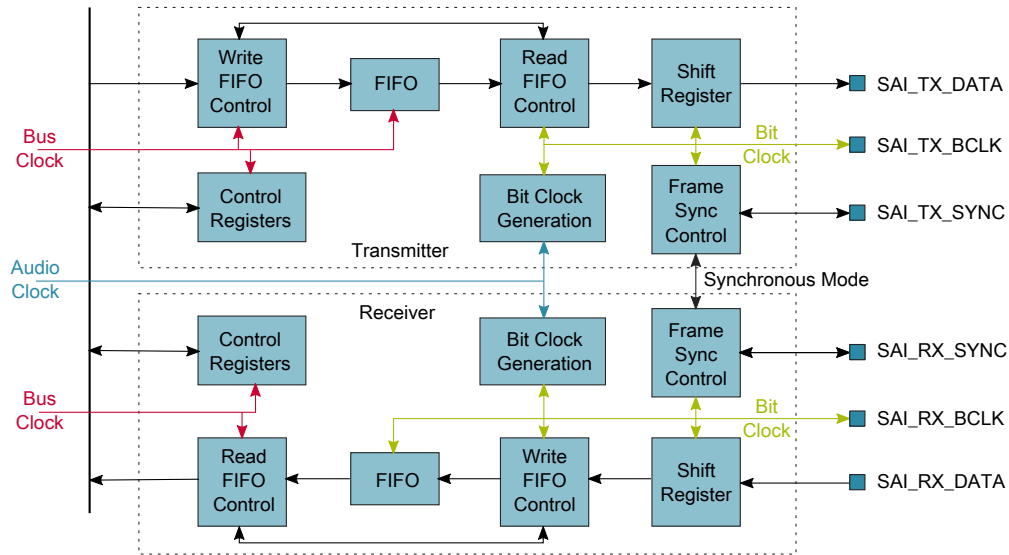 Write
FIFO
Control
FIFO
Read
FIFO
Control
Shift
Register
SAI_TX_DATA
Bus
Clock
Bit
Clock
SAI_TX_BCLK
Control
Registers
Bit Clock
Generation
Frame
Sync
Control
SAI_TX_SYNC
Transmitter
Audio
Clock
Synchronous Mode
Receiver
Control
Registers
Bit Clock
Generation
Frame
Sync
Control
SAI_RX_SYNC
Bus
Clock
Bit
Clock
SAI_RX_BCLK
Read
FIFO
Control
FIFO
Write
FIFO
Control
Shift
Register
SAI_RX_DATA